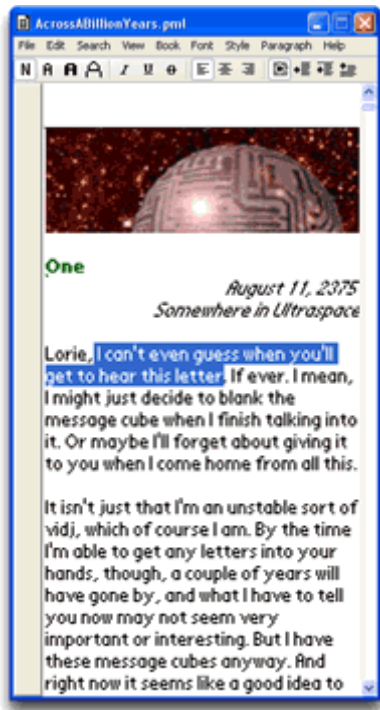 AcrossABillionYears.pml
File Edit Search View Book Font Style Paragraph Help
N A A A I U e
One
August 11, 2375
Somewhere in Ultraspace
Lorie, I can't even guess when you'll
get to hear this letter. If ever. I mean,
I might just decide to blank the
message cube when I finish talking into
it. Or maybe I'll forget about giving it
to you when I come home from all this.
It isn't just that I'm an unstable sort of
vidj, which of course I am. By the time
I'm able to get any letters into your
hands, though, a couple of years will
have gone by, and what I have to tell
you now may not seem very
important or interesting. But I have
these message cubes anyway. And
right now it seems like a good idea to